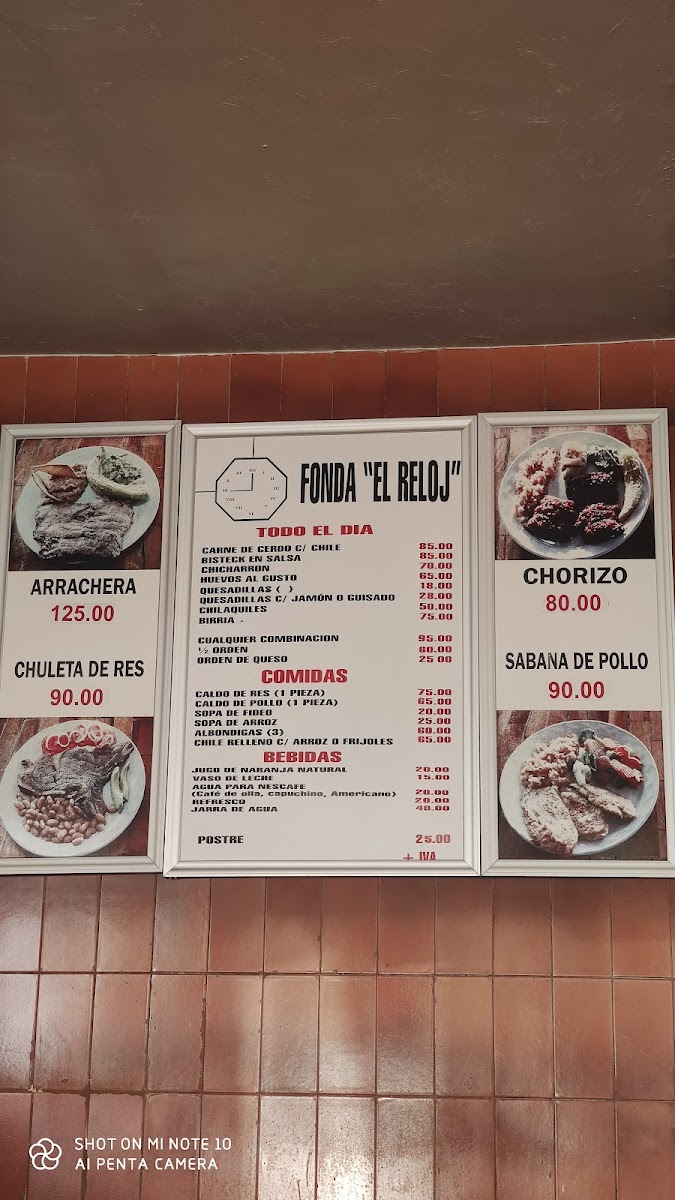 ARRACHERA
125.00
CHULETA DE RES
90.00
FONDA "EL RELOJ"
TODO EL DIA
CARNE DE CERDO C/ CHILE 85.00
BISTECK EN SALSA 85.00
CHICHARRON 70.00
HUEVOS AL GUSTO 65.00
QUESADILLAS ( ) 18.00
QUESADILLAS C/ JAMÓN O GUISADO 28.00
CHILAQUILES 50.00
BIRRIA 75.00
CUALQUIER COMBINACION 95.00
½ ORDEN 60.00
ORDEN DE QUESO 25 00
COMIDAS
CALDO DE RES (1 PIEZA) 75.00
CALDO DE POLLO (1 PIEZA) 65.00
SOPA DE FIDEO 20.00
SOPA DE ARROZ 25.00
ALBONDIGAS (3) 60.00
CHILE RELLENO C/ ARROZ O FRIJOLES 65.00
BEBIDAS
JUGO DE NARANJA NATURAL 20.00
VASO DE LECHE 15.00
AGUA PARA NESCAFE
(Café de olla, capuchino, Americano) 20.00
REFRESCO 20.00
JARRA DE AGUA 40.00
POSTRE 25.00
+ IVA
CHORIZO
80.00
SABANA DE POLLO
90.00
SHOT ON MI NOTE 10
AI PENTA CAMERA